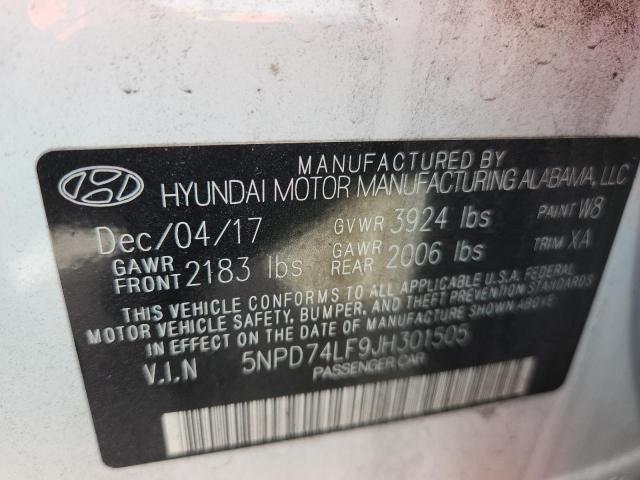 MANUFACTURED BY
HYUNDAI MOTOR MANUFACTURING ALABAMA, LLC
Dec/04/17 GVWR 3924 lbs PAINT W8
GAWR FRONT 2183 lbs GAWR REAR 2006 lbs TRIM XA
THIS VEHICLE CONFORMS TO ALL APPLICABLE U.S.A. FEDERAL
MOTOR VEHICLE SAFETY, BUMPER, AND THEFT PREVENTION STANDARDS
IN EFFECT ON THE DATE OF MANUFACTURE SHOWN ABOVE.
V.I.N 5NPD74LF9JH301505
PASSENGER CAR